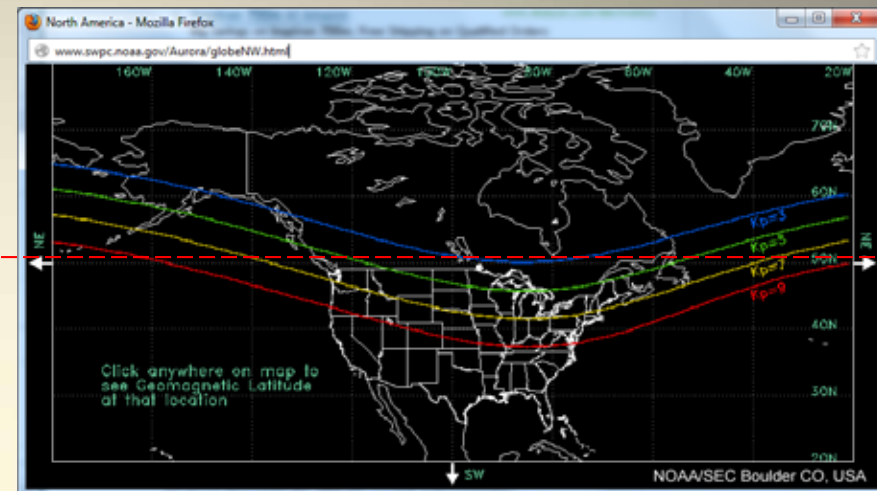 North America - Mozilla Firefox
www.swpc.noaa.gov/Aurora/globeNW.html
160W 140W 120W 100W 80W 60W 40W 20W
70N
60N
Kp=3
Kp=5
NE NE
Kp=7
50N
Kp=9
40N
Click anywhere on map to
see Geomagnetic Latitude
at that location
30N
20N
SW
NOAA/SEC Boulder CO, USA